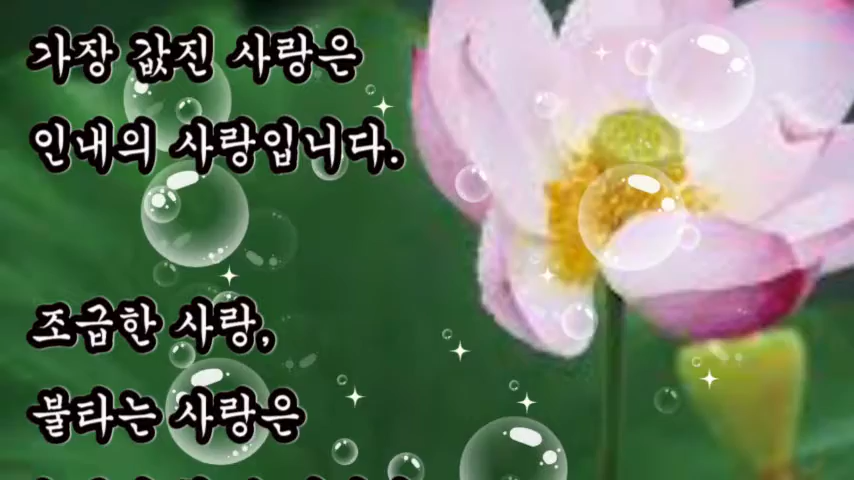 가장 값진 사랑은
인내의 사랑입니다.
조급한 사랑,
불타는 사랑은